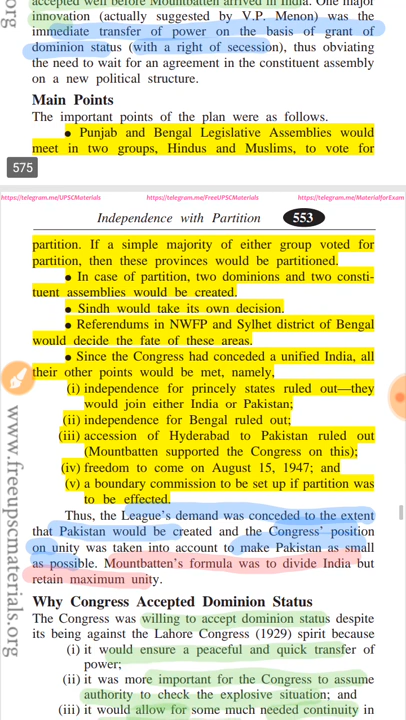 accepted well before Mountbatten arrived in India. One major
innovation (actually suggested by V.P. Menon) was the
immediate transfer of power on the basis of grant of
dominion status (with a right of secession), thus obviating
the need to wait for an agreement in the constituent assembly
on a new political structure.
Main Points
The important points of the plan were as follows.
● Punjab and Bengal Legislative Assemblies would
meet in two groups, Hindus and Muslims, to vote for
575
https://telegram.me/UPSCMaterials https://telegram.me/FreeUPSCMaterials https://telegram.me/MaterialforExam
Independence with Partition 553
partition. If a simple majority of either group voted for
partition, then these provinces would be partitioned.
● In case of partition, two dominions and two consti-
tuent assemblies would be created.
● Sindh would take its own decision.
● Referendums in NWFP and Sylhet district of Bengal
would decide the fate of these areas.
● Since the Congress had conceded a unified India, all
their other points would be met, namely,
(i) independence for princely states ruled out—they
would join either India or Pakistan;
(ii) independence for Bengal ruled out;
(iii) accession of Hyderabad to Pakistan ruled out
(Mountbatten supported the Congress on this);
(iv) freedom to come on August 15, 1947; and
(v) a boundary commission to be set up if partition was
to be effected.
Thus, the League's demand was conceded to the extent
that Pakistan would be created and the Congress' position
on unity was taken into account to make Pakistan as small
as possible. Mountbatten's formula was to divide India but
retain maximum unity.
Why Congress Accepted Dominion Status
The Congress was willing to accept dominion status despite
its being against the Lahore Congress (1929) spirit because
(i) it would ensure a peaceful and quick transfer of
power;
(ii) it was more important for the Congress to assume
authority to check the explosive situation; and
(iii) it would allow for some much needed continuity in
org
www.freeupscmaterials.org